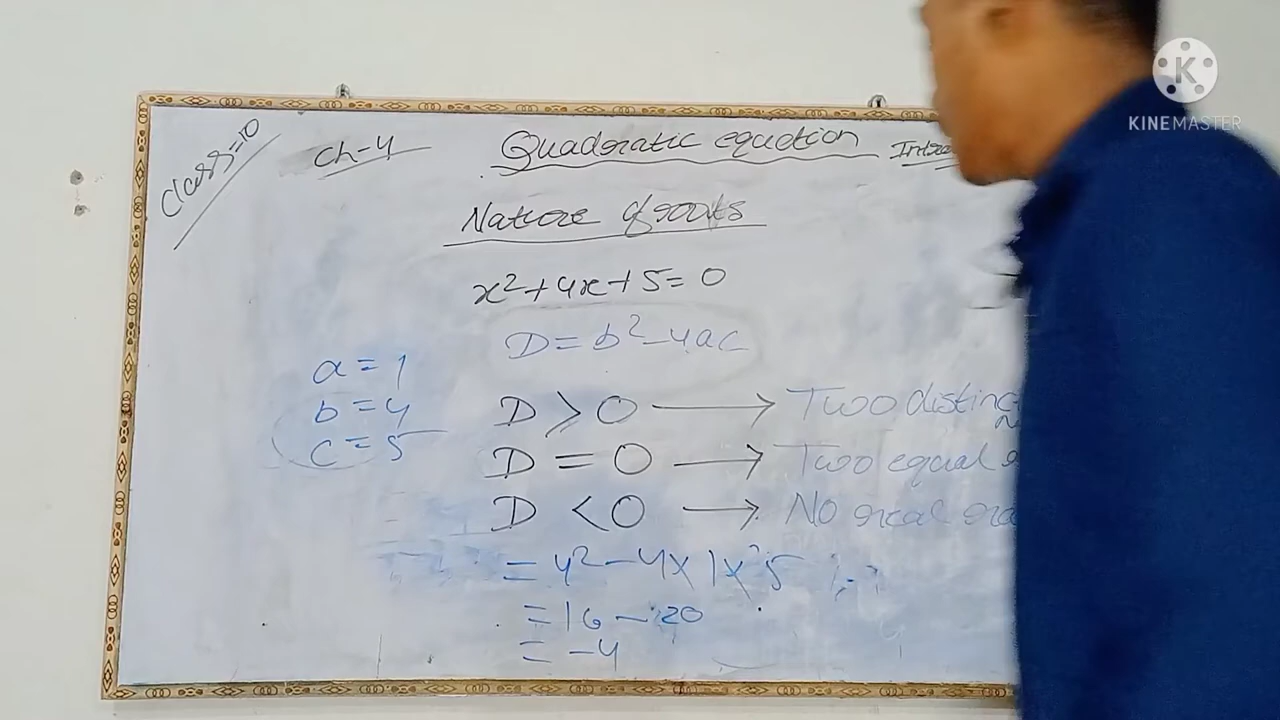 Class=10
Ch-4
Quadratic equation
Nature of roots
x²+4x+5=0
D=b²-4ac
a=1
b=4
c=5
D>0 → Two distinc
D=0 → Two equal
D<0 → No real
=4²-4×1×5
=16-20
=-4
KINEMASTER